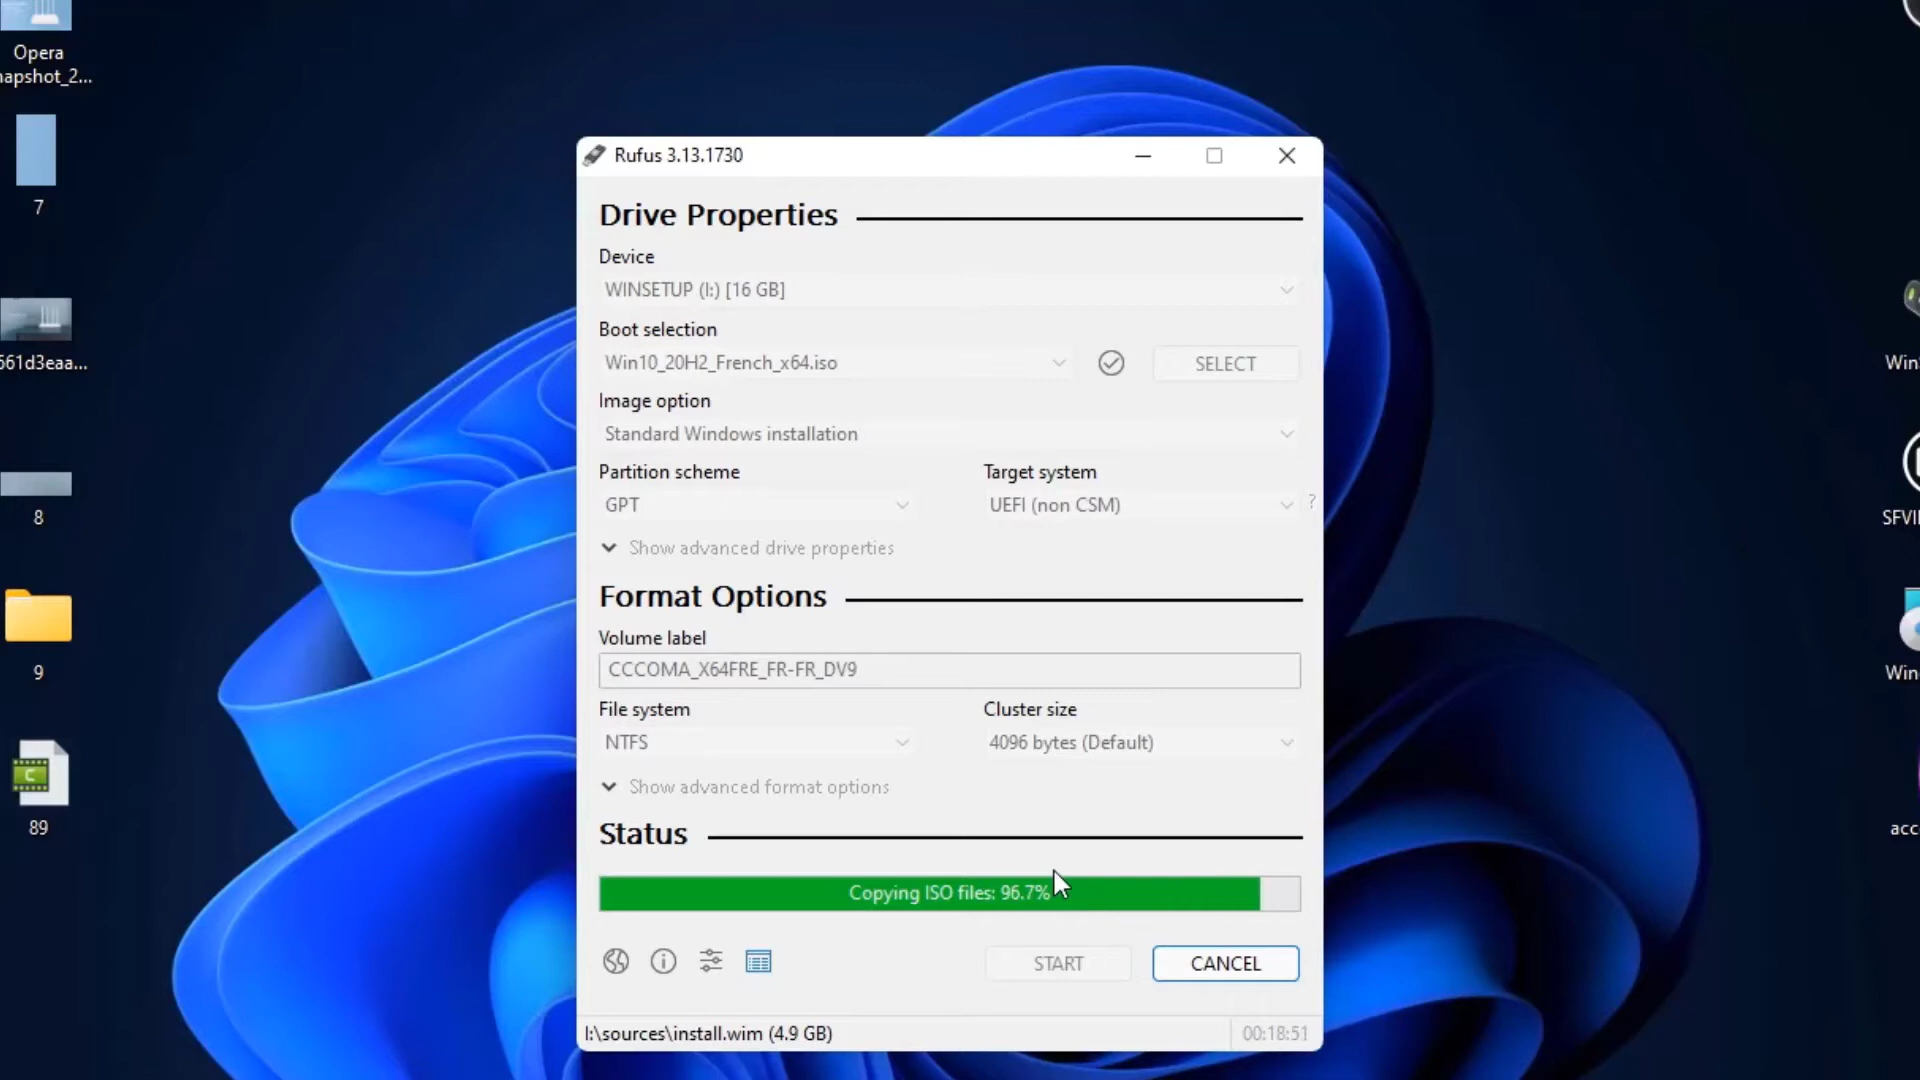 Opera
napshot_2...
7
561d3eaa...
8
9
C
89
Rufus 3.13.1730
Drive Properties
Device
WINSETUP (I:) [16 GB]
Boot selection
Win10_20H2_French_x64.iso
SELECT
Image option
Standard Windows installation
Partition scheme
Target system
GPT
UEFI (non CSM)
?
Show advanced drive properties
Format Options
Volume label
CCCOMA_X64FRE_FR-FR_DV9
File system
Cluster size
NTFS
4096 bytes (Default)
Show advanced format options
Status
Copying ISO files: 96.7%
START
CANCEL
I:\sources\install.wim (4.9 GB)
00:18:51
Win
SFVI
Win
acc